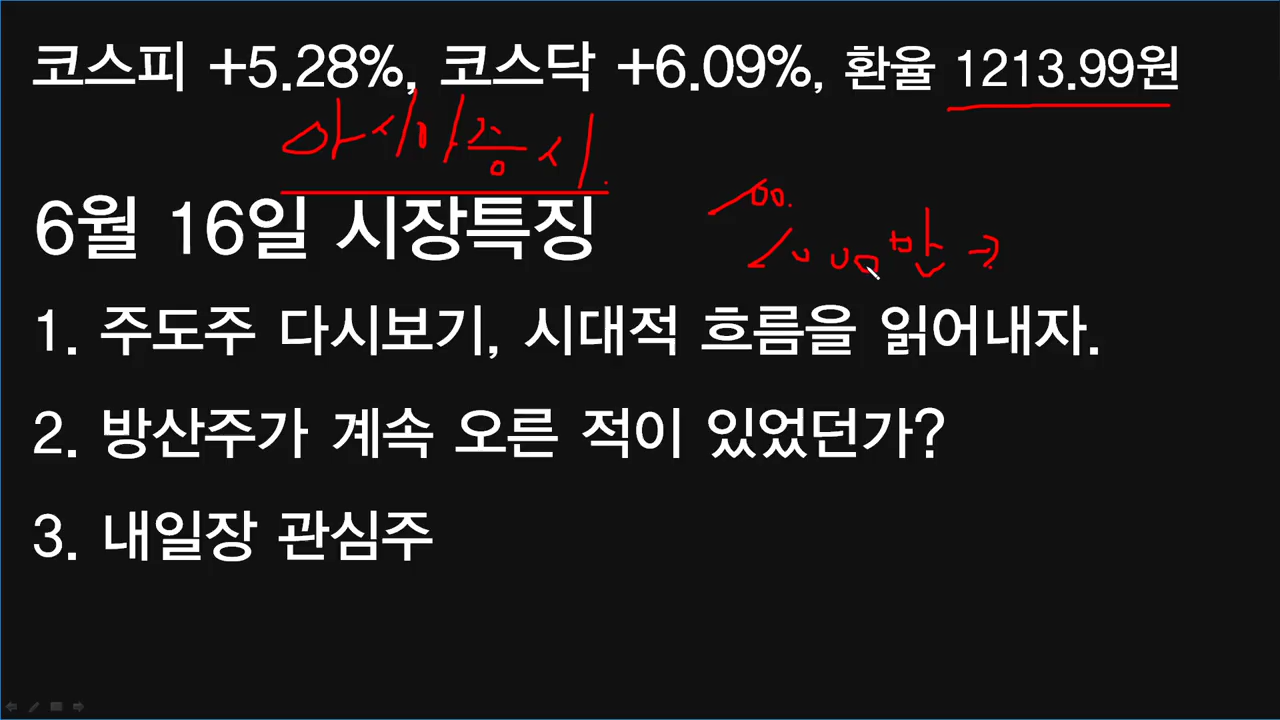 코스피 +5.28%, 코스닥 +6.09%, 환율 1213.99원
아시아증시
6월 16일 시장특징
1. 주도주 다시보기, 시대적 흐름을 읽어내자.
2. 방산주가 계속 오른 적이 있었던가?
3. 내일장 관심주